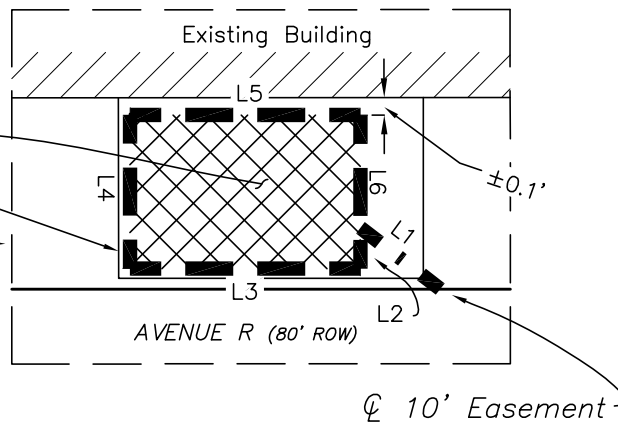 Existing Building
L5
±0.1'
L4
L6
L1
L2
L3
AVENUE R (80' ROW)
℄ 10' Easement